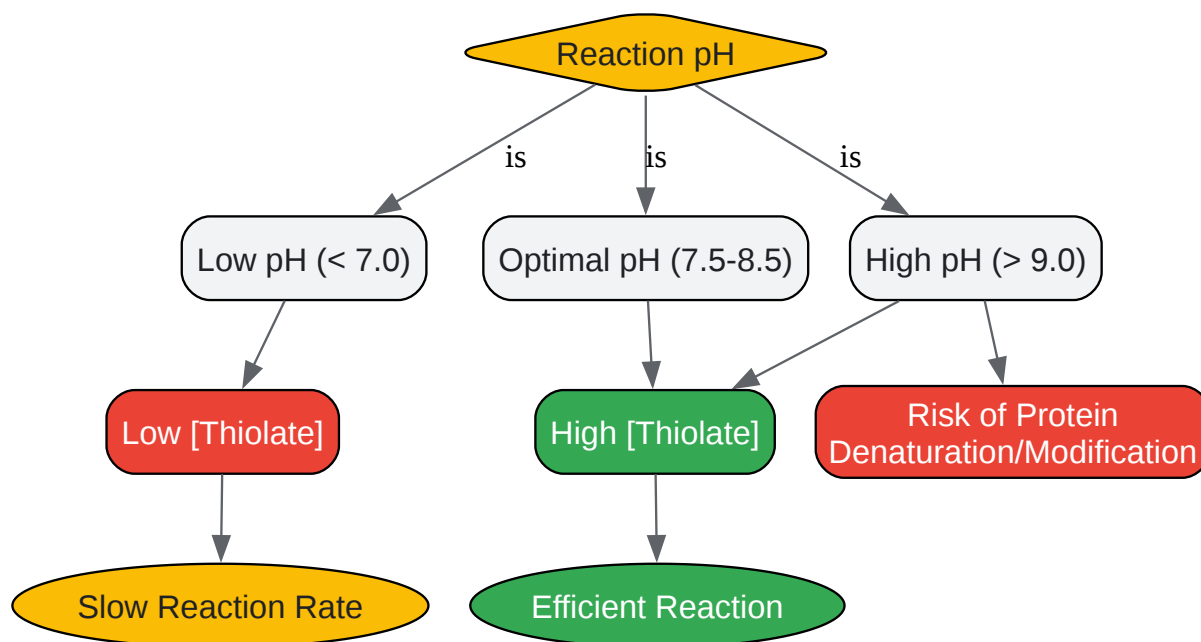 Reaction pH
is
is
is
Low pH (< 7.0)
Optimal pH (7.5-8.5)
High pH (> 9.0)
Low [Thiolate]
High [Thiolate]
Risk of Protein
Denaturation/Modification
Slow Reaction Rate
Efficient Reaction